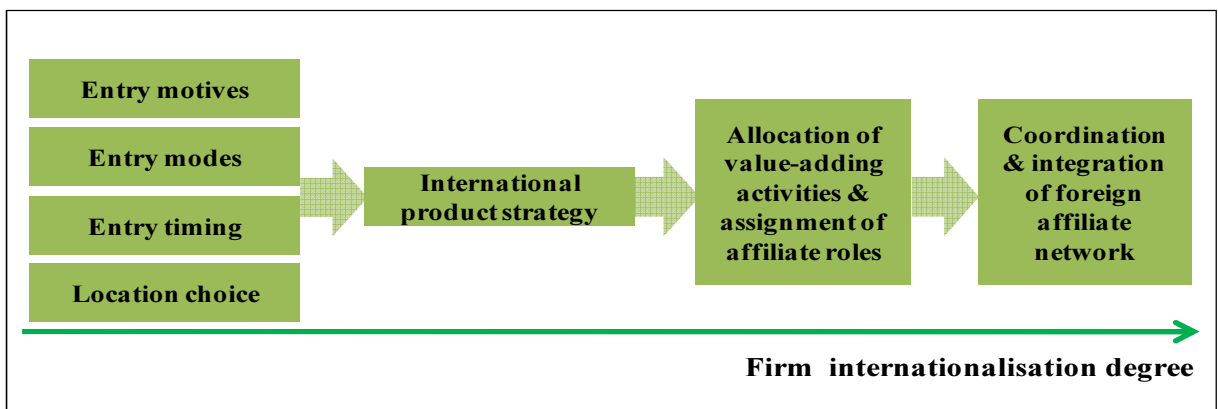 Entry motives
Entry modes
Entry timing
Location choice
International
product strategy
Allocation of
value-adding
activities &
assignment of
affiliate roles
Coordination
& integration
of foreign
affiliate
network
Firm internationalisation degree